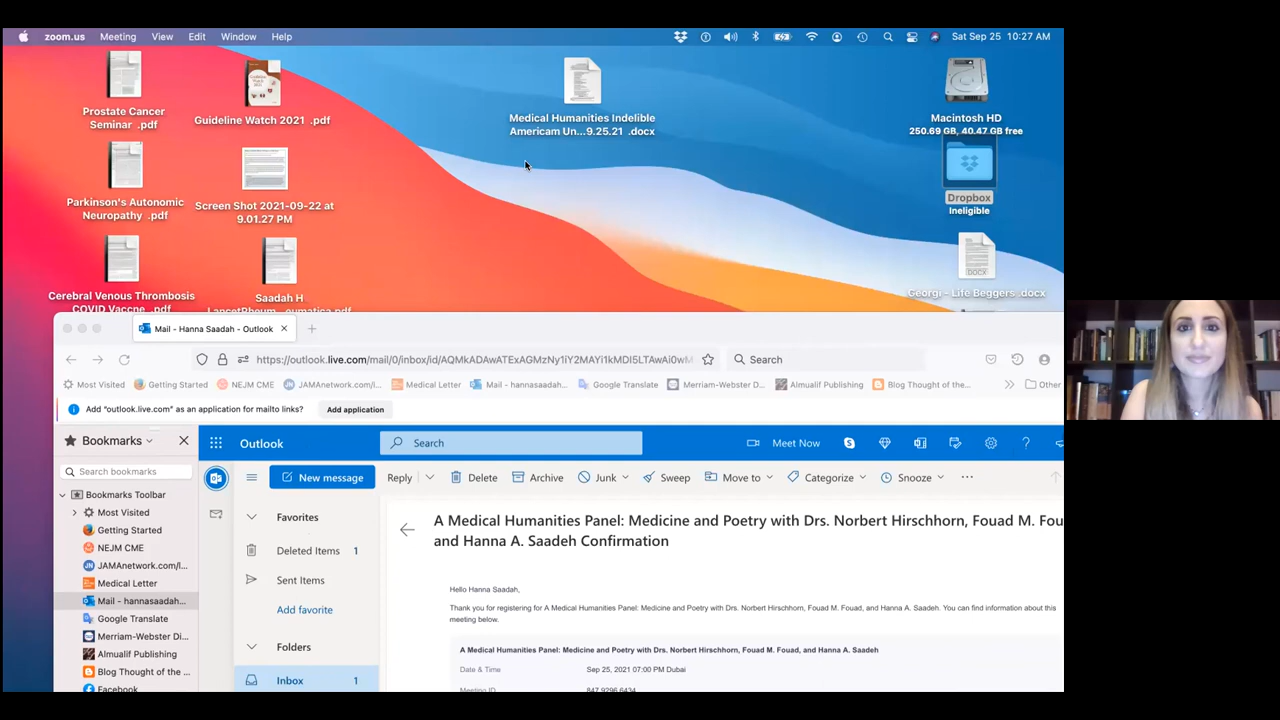 zoom.us Meeting View Edit Window Help Sat Sep 25 10:27 AM
Prostate Cancer
Seminar .pdf
Guideline Watch 2021 .pdf
Medical Humanities Indelible
Americam Un...9.25.21 .docx
Macintosh HD
250.69 GB, 40.47 GB free
Parkinson's Autonomic
Neuropathy .pdf
Screen Shot 2021-09-22 at
9.01.27 PM
Dropbox
Ineligible
Cerebral Venous Thrombosis
COVID Vaccne .pdf
Saadah H
DOCX
Georgi - Life Beggers .docx
Mail - Hanna Saadah - Outlook
Search
Most Visited Getting Started NEJM CME JAMAnetwork.com/l... Medical Letter Mail - hannasaadah... Google Translate Merriam-Webster D... Almualif Publishing Blog Thought of the... Other
Add "outlook.live.com" as an application for mailto links? Add application
Bookmarks
Search bookmarks
Bookmarks Toolbar
Most Visited
Getting Started
NEJM CME
JAMAnetwork.com/l...
Medical Letter
Mail - hannasaadah...
Google Translate
Merriam-Webster Di...
Almualif Publishing
Blog Thought of the ...
Facebook
Outlook Search Meet Now
New message Reply Delete Archive Junk Sweep Move to Categorize Snooze
Favorites
Deleted Items 1
Sent Items
Add favorite
Folders
Inbox 1
A Medical Humanities Panel: Medicine and Poetry with Drs. Norbert Hirschhorn, Fouad M. Fou
and Hanna A. Saadeh Confirmation
Hello Hanna Saadah,
Thank you for registering for A Medical Humanities Panel: Medicine and Poetry with Drs. Norbert Hirschhorn, Fouad M. Fouad, and Hanna A. Saadeh. You can find information about this
meeting below.
A Medical Humanities Panel: Medicine and Poetry with Drs. Norbert Hirschhorn, Fouad M. Fouad, and Hanna A. Saadeh
Date & Time Sep 25, 2021 07:00 PM Dubai
Meeting ID 847 9296 6434